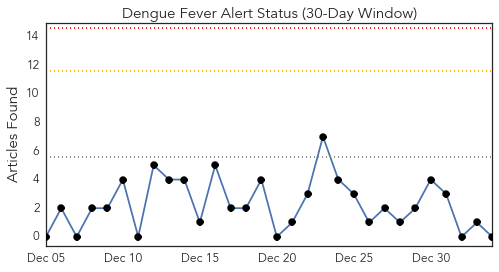 Dengue Fever Alert Status (30-Day Window)
Articles Found
14
12
10
8
6
4
2
0
Dec 05 Dec 10 Dec 15 Dec 20 Dec 25 Dec 30